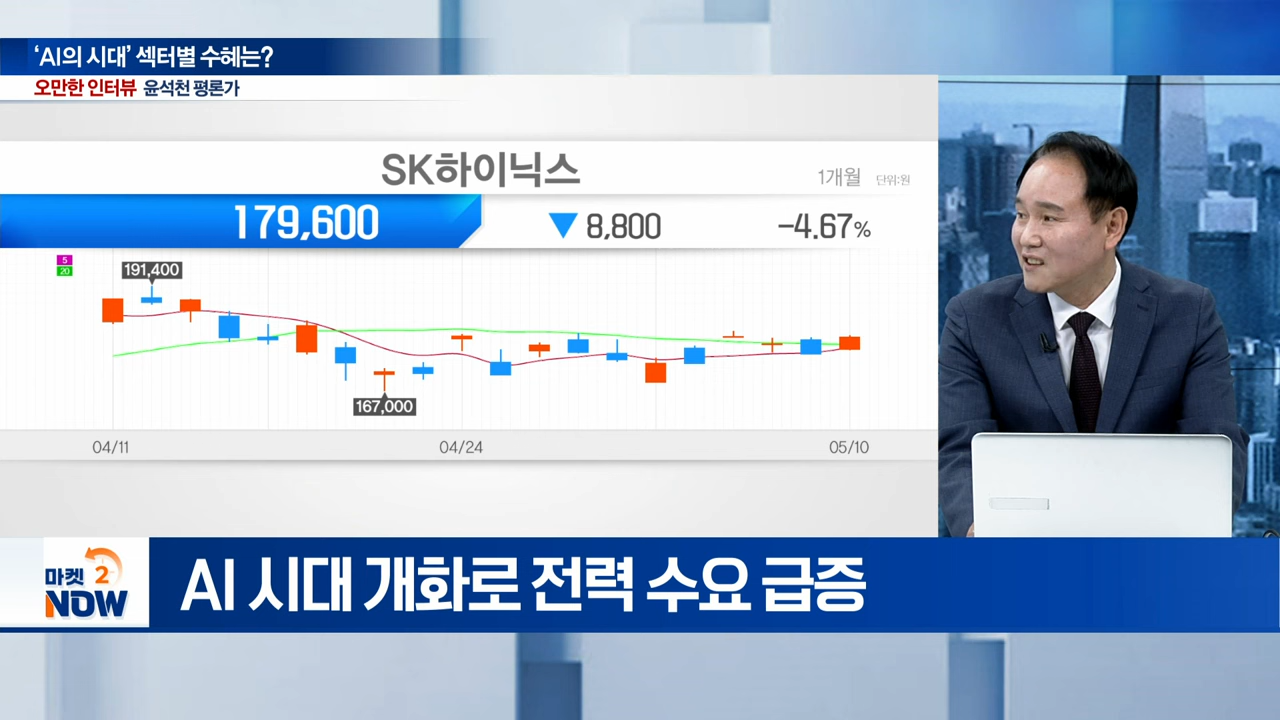 ‘AI의 시대’ 섹터별 수혜는?
오만한 인터뷰 윤석천 평론가
SK하이닉스
1개월 단위:원
179,600 ▼ 8,800 -4.67%
5
20
191,400
167,000
04/11 04/24 05/10
마켓 2
NOW
AI 시대 개화로 전력 수요 급증